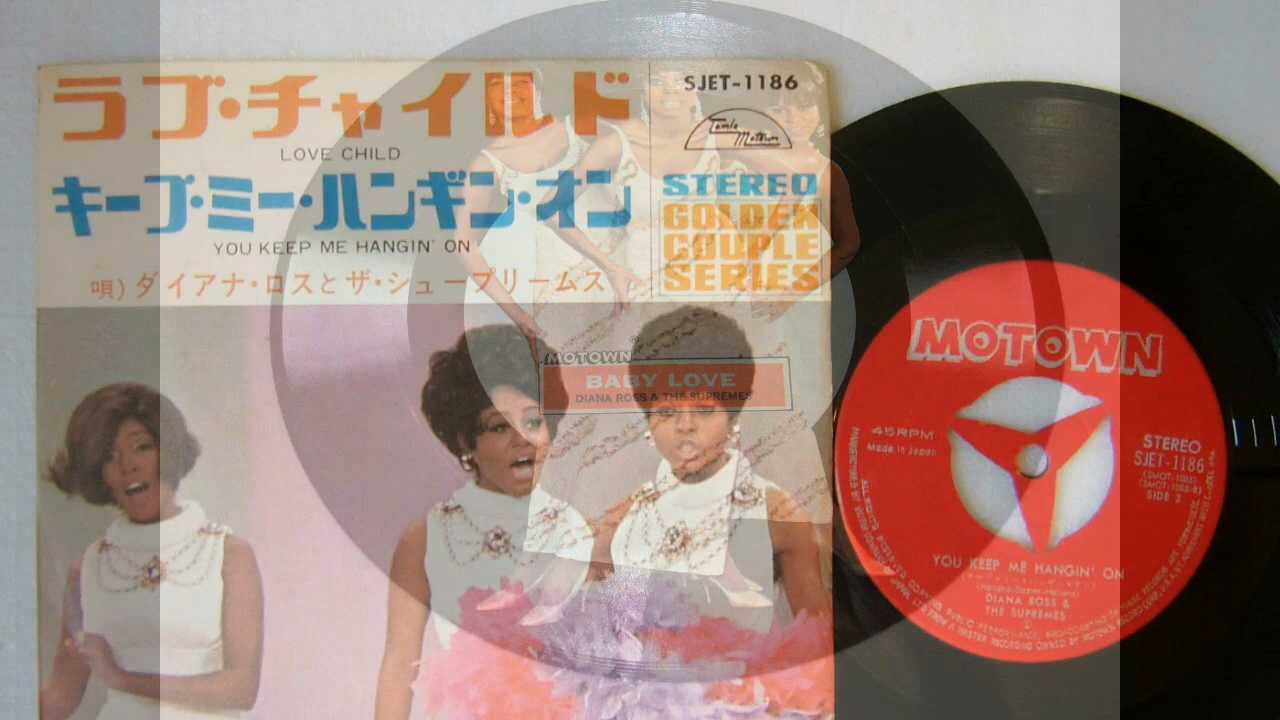 ラブ・チャイルド
LOVE CHILD
キープ・ミー・ハンギン・オン
YOU KEEP ME HANGIN' ON
唄)ダイアナ・ロスとザ・シュープリームス
SJET-1186
Tamla
Motown
STEREO
GOLDEN
COUPLE
SERIES
MOTOWN
BABY LOVE
DIANA ROSS & THE SUPREMES
MOTOWN
45RPM
Made in Japan
STEREO
SJET-1186
SIDE 2
YOU KEEP ME HANGIN' ON
DIANA ROSS &
THE SUPREMES